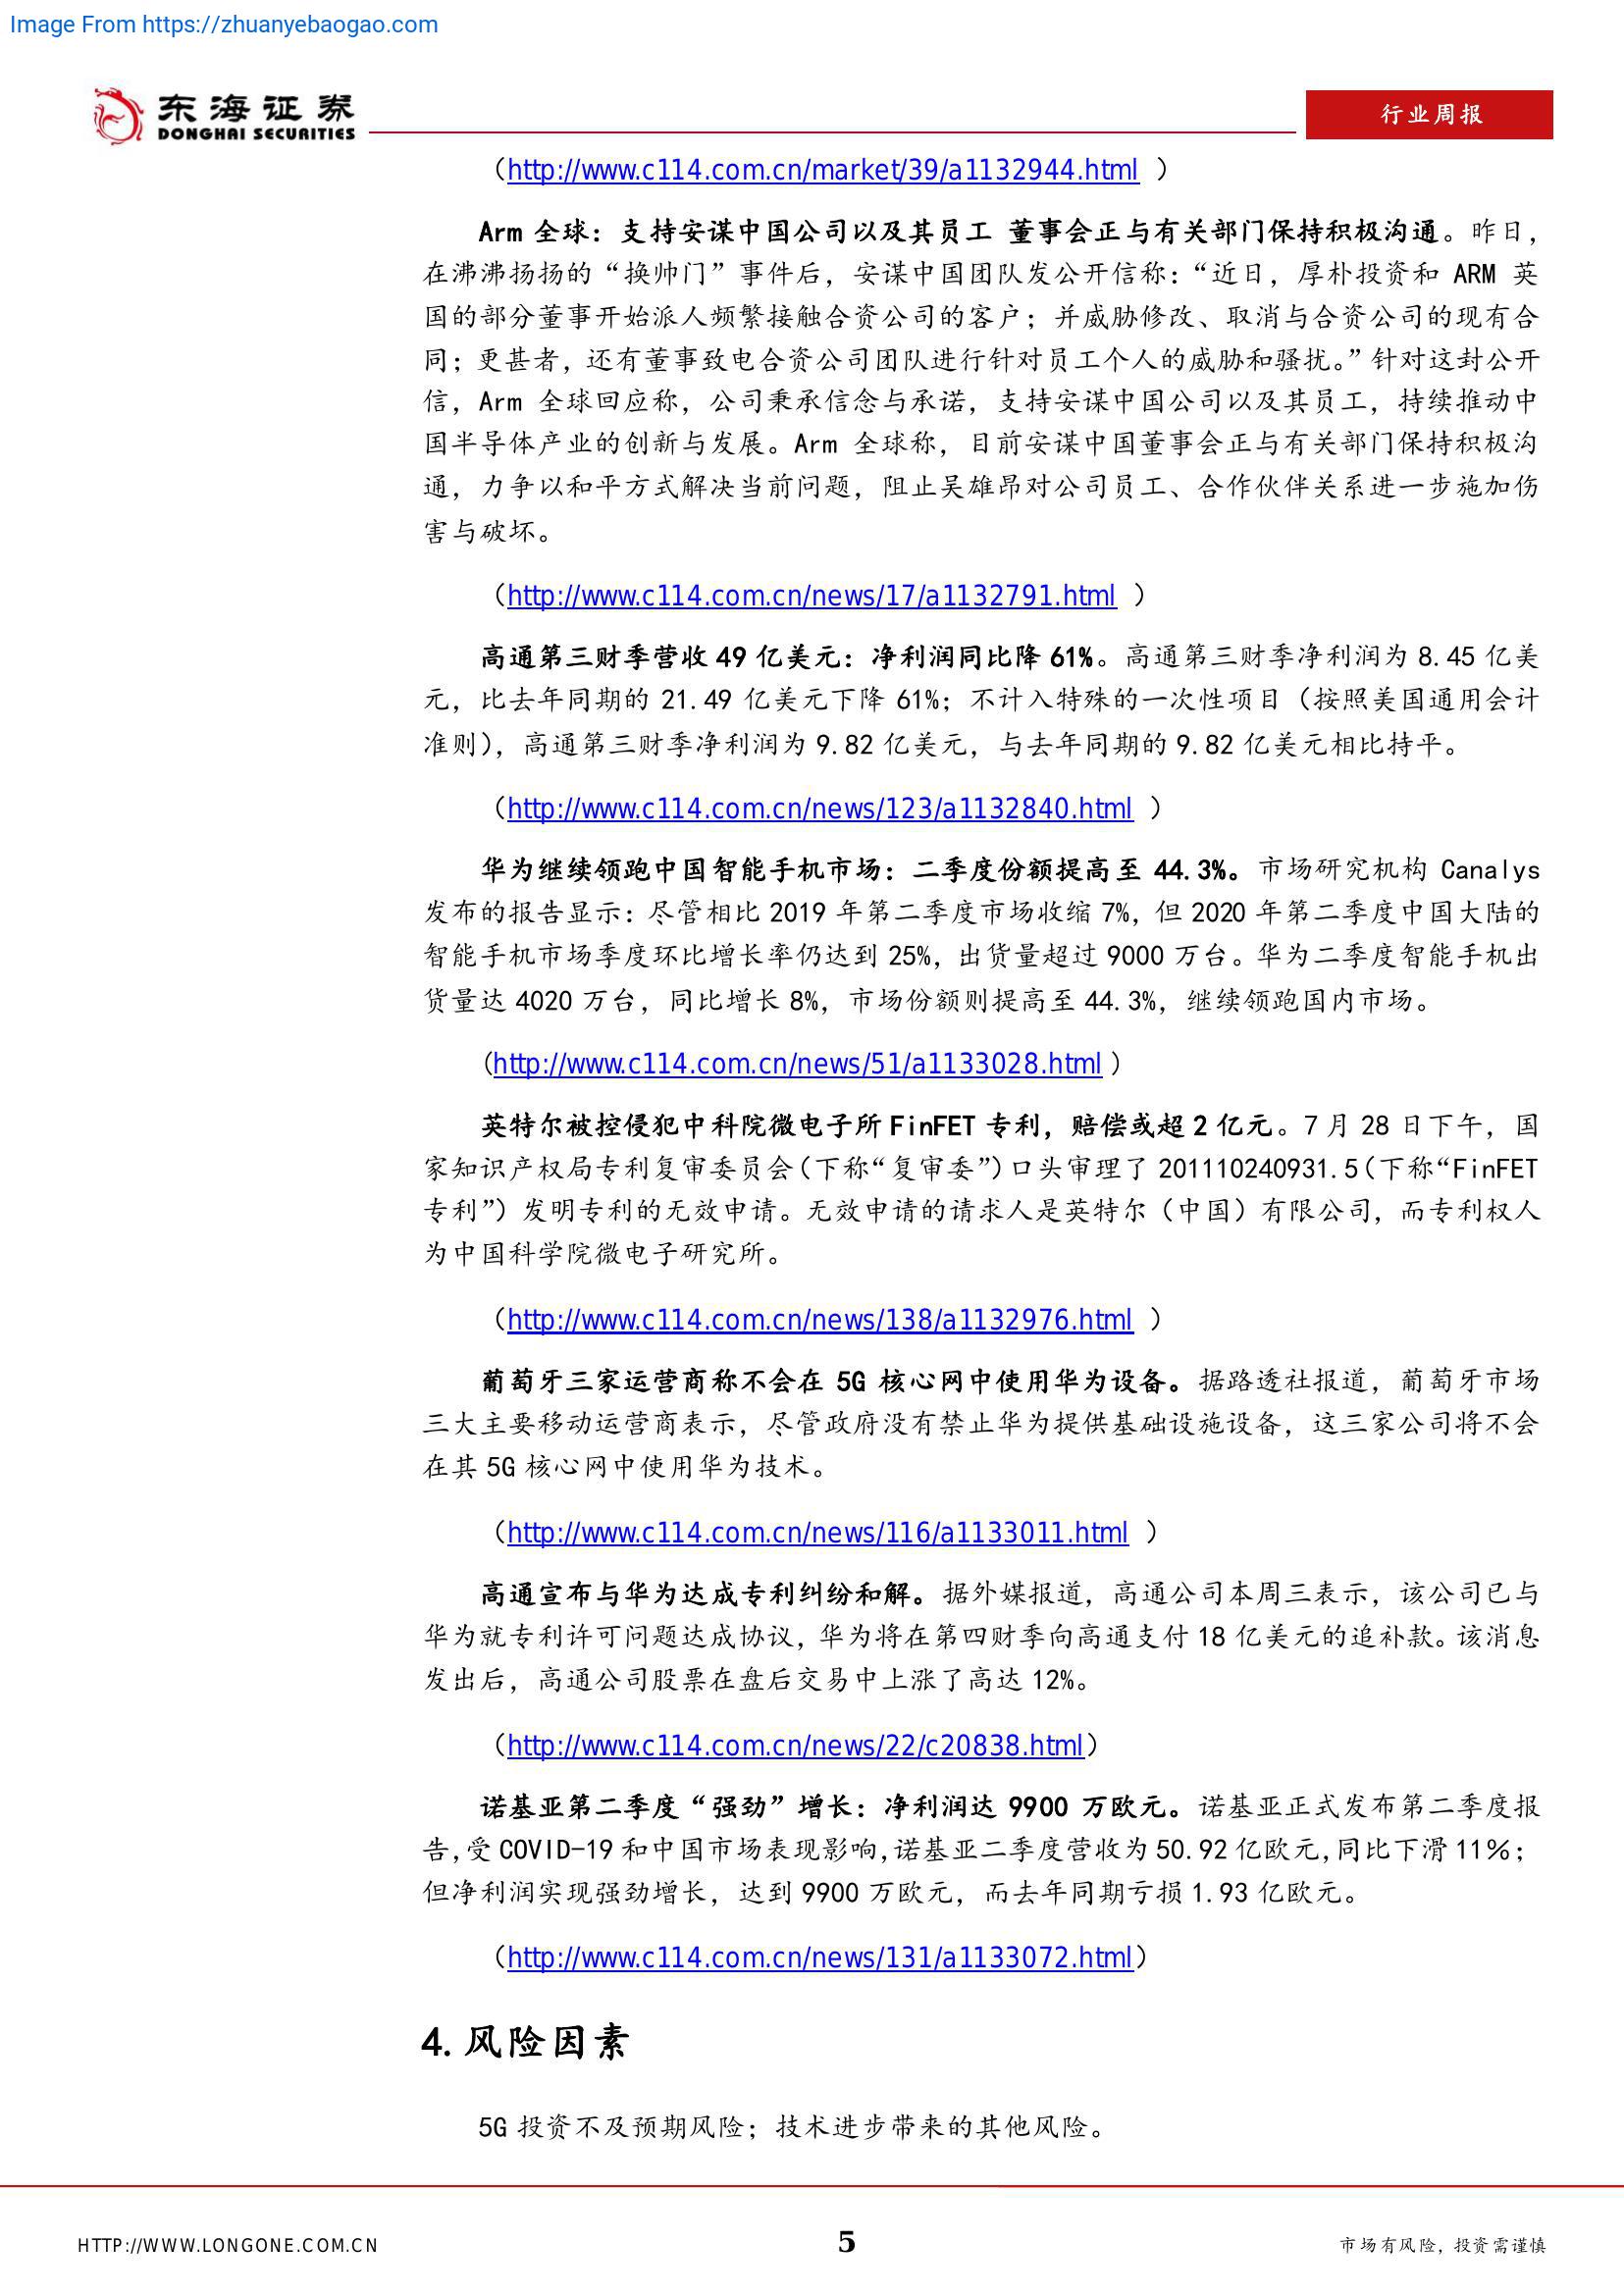 Image From https://zhuanyebaogao.com
东海证券
DONGHAI SECURITIES
行业周报
（http://www.c114.com.cn/market/39/a1132944.html ）
Arm 全球：支持安谋中国公司以及其员工 董事会正与有关部门保持积极沟通。昨日，
在沸沸扬扬的“换帅门”事件后，安谋中国团队发公开信称：“近日，厚朴投资和 ARM 英
国的部分董事开始派人频繁接触合资公司的客户；并威胁修改、取消与合资公司的现有合
同；更甚者，还有董事致电合资公司团队进行针对员工个人的威胁和骚扰。”针对这封公开
信，Arm 全球回应称，公司秉承信念与承诺，支持安谋中国公司以及其员工，持续推动中
国半导体产业的创新与发展。Arm 全球称，目前安谋中国董事会正与有关部门保持积极沟
通，力争以和平方式解决当前问题，阻止吴雄昂对公司员工、合作伙伴关系进一步施加伤
害与破坏。
（http://www.c114.com.cn/news/17/a1132791.html ）
高通第三财季营收 49 亿美元：净利润同比降 61%。高通第三财季净利润为 8.45 亿美
元，比去年同期的 21.49 亿美元下降 61%；不计入特殊的一次性项目（按照美国通用会计
准则），高通第三财季净利润为 9.82 亿美元，与去年同期的 9.82 亿美元相比持平。
（http://www.c114.com.cn/news/123/a1132840.html ）
华为继续领跑中国智能手机市场：二季度份额提高至 44.3%。市场研究机构 Canalys
发布的报告显示：尽管相比 2019 年第二季度市场收缩 7%，但 2020 年第二季度中国大陆的
智能手机市场季度环比增长率仍达到 25%，出货量超过 9000 万台。华为二季度智能手机出
货量达 4020 万台，同比增长 8%，市场份额则提高至 44.3%，继续领跑国内市场。
(http://www.c114.com.cn/news/51/a1133028.html )
英特尔被控侵犯中科院微电子所 FinFET 专利，赔偿或超 2 亿元。7 月 28 日下午，国
家知识产权局专利复审委员会（下称“复审委”）口头审理了 201110240931.5（下称“FinFET
专利”）发明专利的无效申请。无效申请的请求人是英特尔（中国）有限公司，而专利权人
为中国科学院微电子研究所。
（http://www.c114.com.cn/news/138/a1132976.html ）
葡萄牙三家运营商称不会在 5G 核心网中使用华为设备。据路透社报道，葡萄牙市场
三大主要移动运营商表示，尽管政府没有禁止华为提供基础设施设备，这三家公司将不会
在其 5G 核心网中使用华为技术。
（http://www.c114.com.cn/news/116/a1133011.html ）
高通宣布与华为达成专利纠纷和解。据外媒报道，高通公司本周三表示，该公司已与
华为就专利许可问题达成协议，华为将在第四财季向高通支付 18 亿美元的追补款。该消息
发出后，高通公司股票在盘后交易中上涨了高达 12%。
（http://www.c114.com.cn/news/22/c20838.html）
诺基亚第二季度“强劲”增长：净利润达 9900 万欧元。诺基亚正式发布第二季度报
告，受 COVID-19 和中国市场表现影响，诺基亚二季度营收为 50.92 亿欧元，同比下滑 11%；
但净利润实现强劲增长，达到 9900 万欧元，而去年同期亏损 1.93 亿欧元。
（http://www.c114.com.cn/news/131/a1133072.html）
4. 风险因素
5G 投资不及预期风险；技术进步带来的其他风险。
HTTP://WWW.LONGONE.COM.CN
5
市场有风险，投资需谨慎